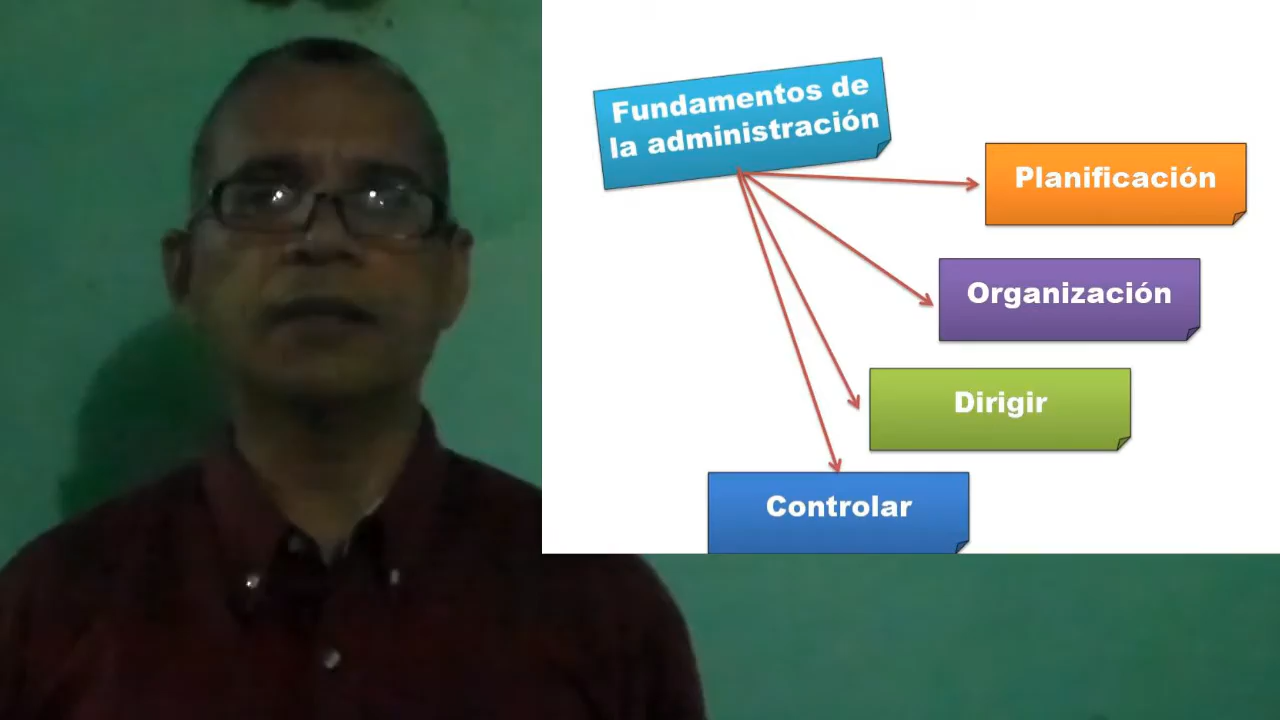 Fundamentos de
la administración
Planificación
Organización
Dirigir
Controlar